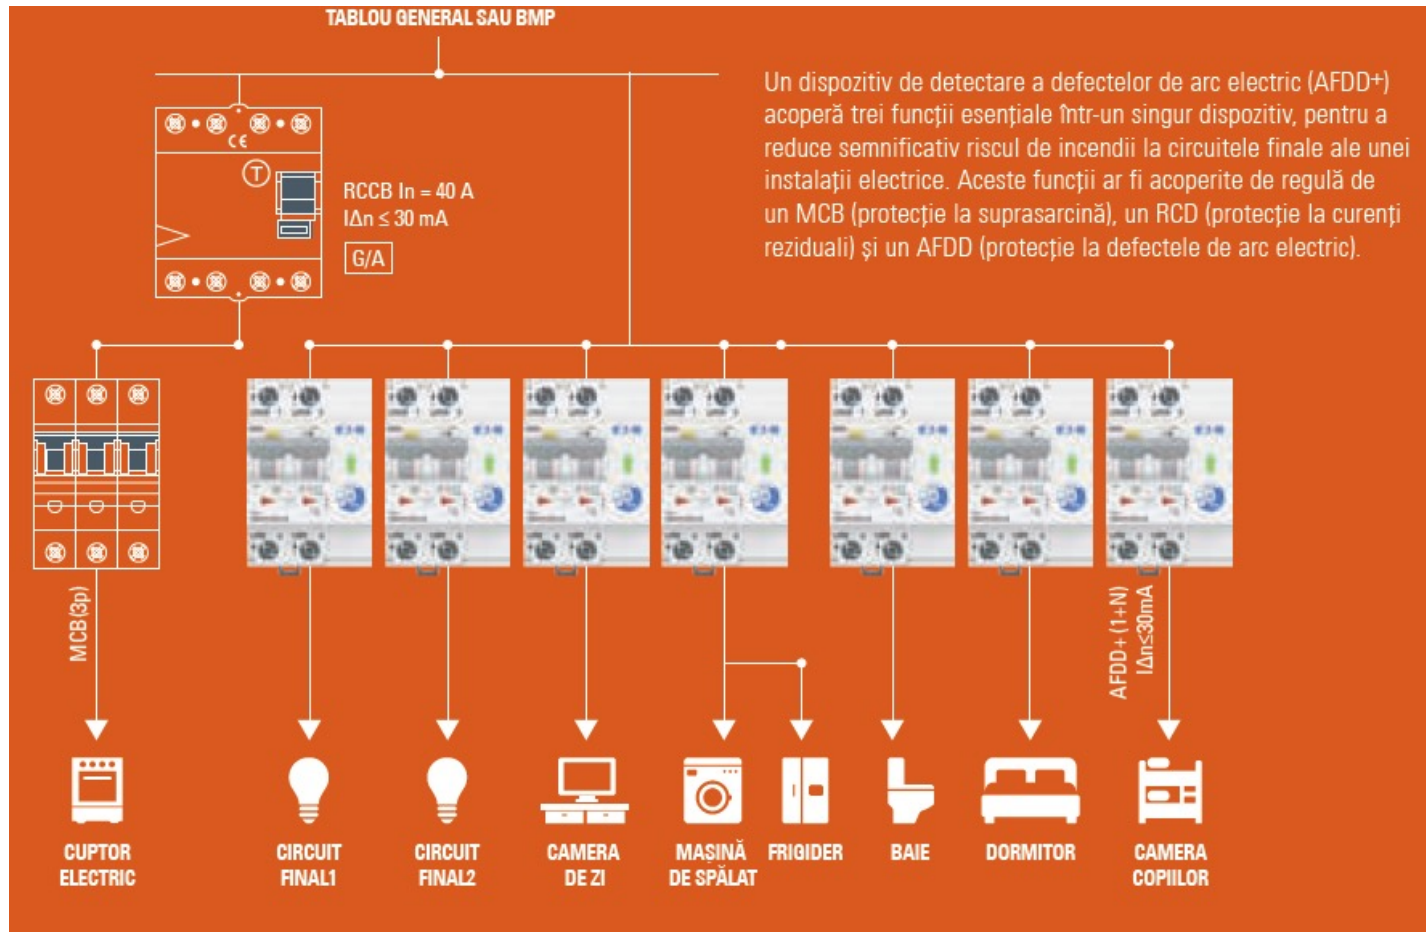 TABLOU GENERAL SAU BMP
Un dispozitiv de detectare a defectelor de arc electric (AFDD+)
acoperă trei funcții esențiale într-un singur dispozitiv, pentru a
reduce semnificativ riscul de incendii la circuitele finale ale unei
instalații electrice. Aceste funcții ar fi acoperite de regulă de
un MCB (protecție la suprasarcină), un RCD (protecție la curenți
reziduali) și un AFDD (protecție la defectele de arc electric).
CE
T
RCCB In = 40 A
IΔn ≤ 30 mA
G/A
MCB(3p)
AFDD+ (1+N)
IΔn≤30mA
CUPTOR
ELECTRIC
CIRCUIT
FINAL1
CIRCUIT
FINAL2
CAMERA
DE ZI
MAȘINĂ
DE SPĂLAT
FRIGIDER
BAIE
DORMITOR
CAMERA
COPIILOR